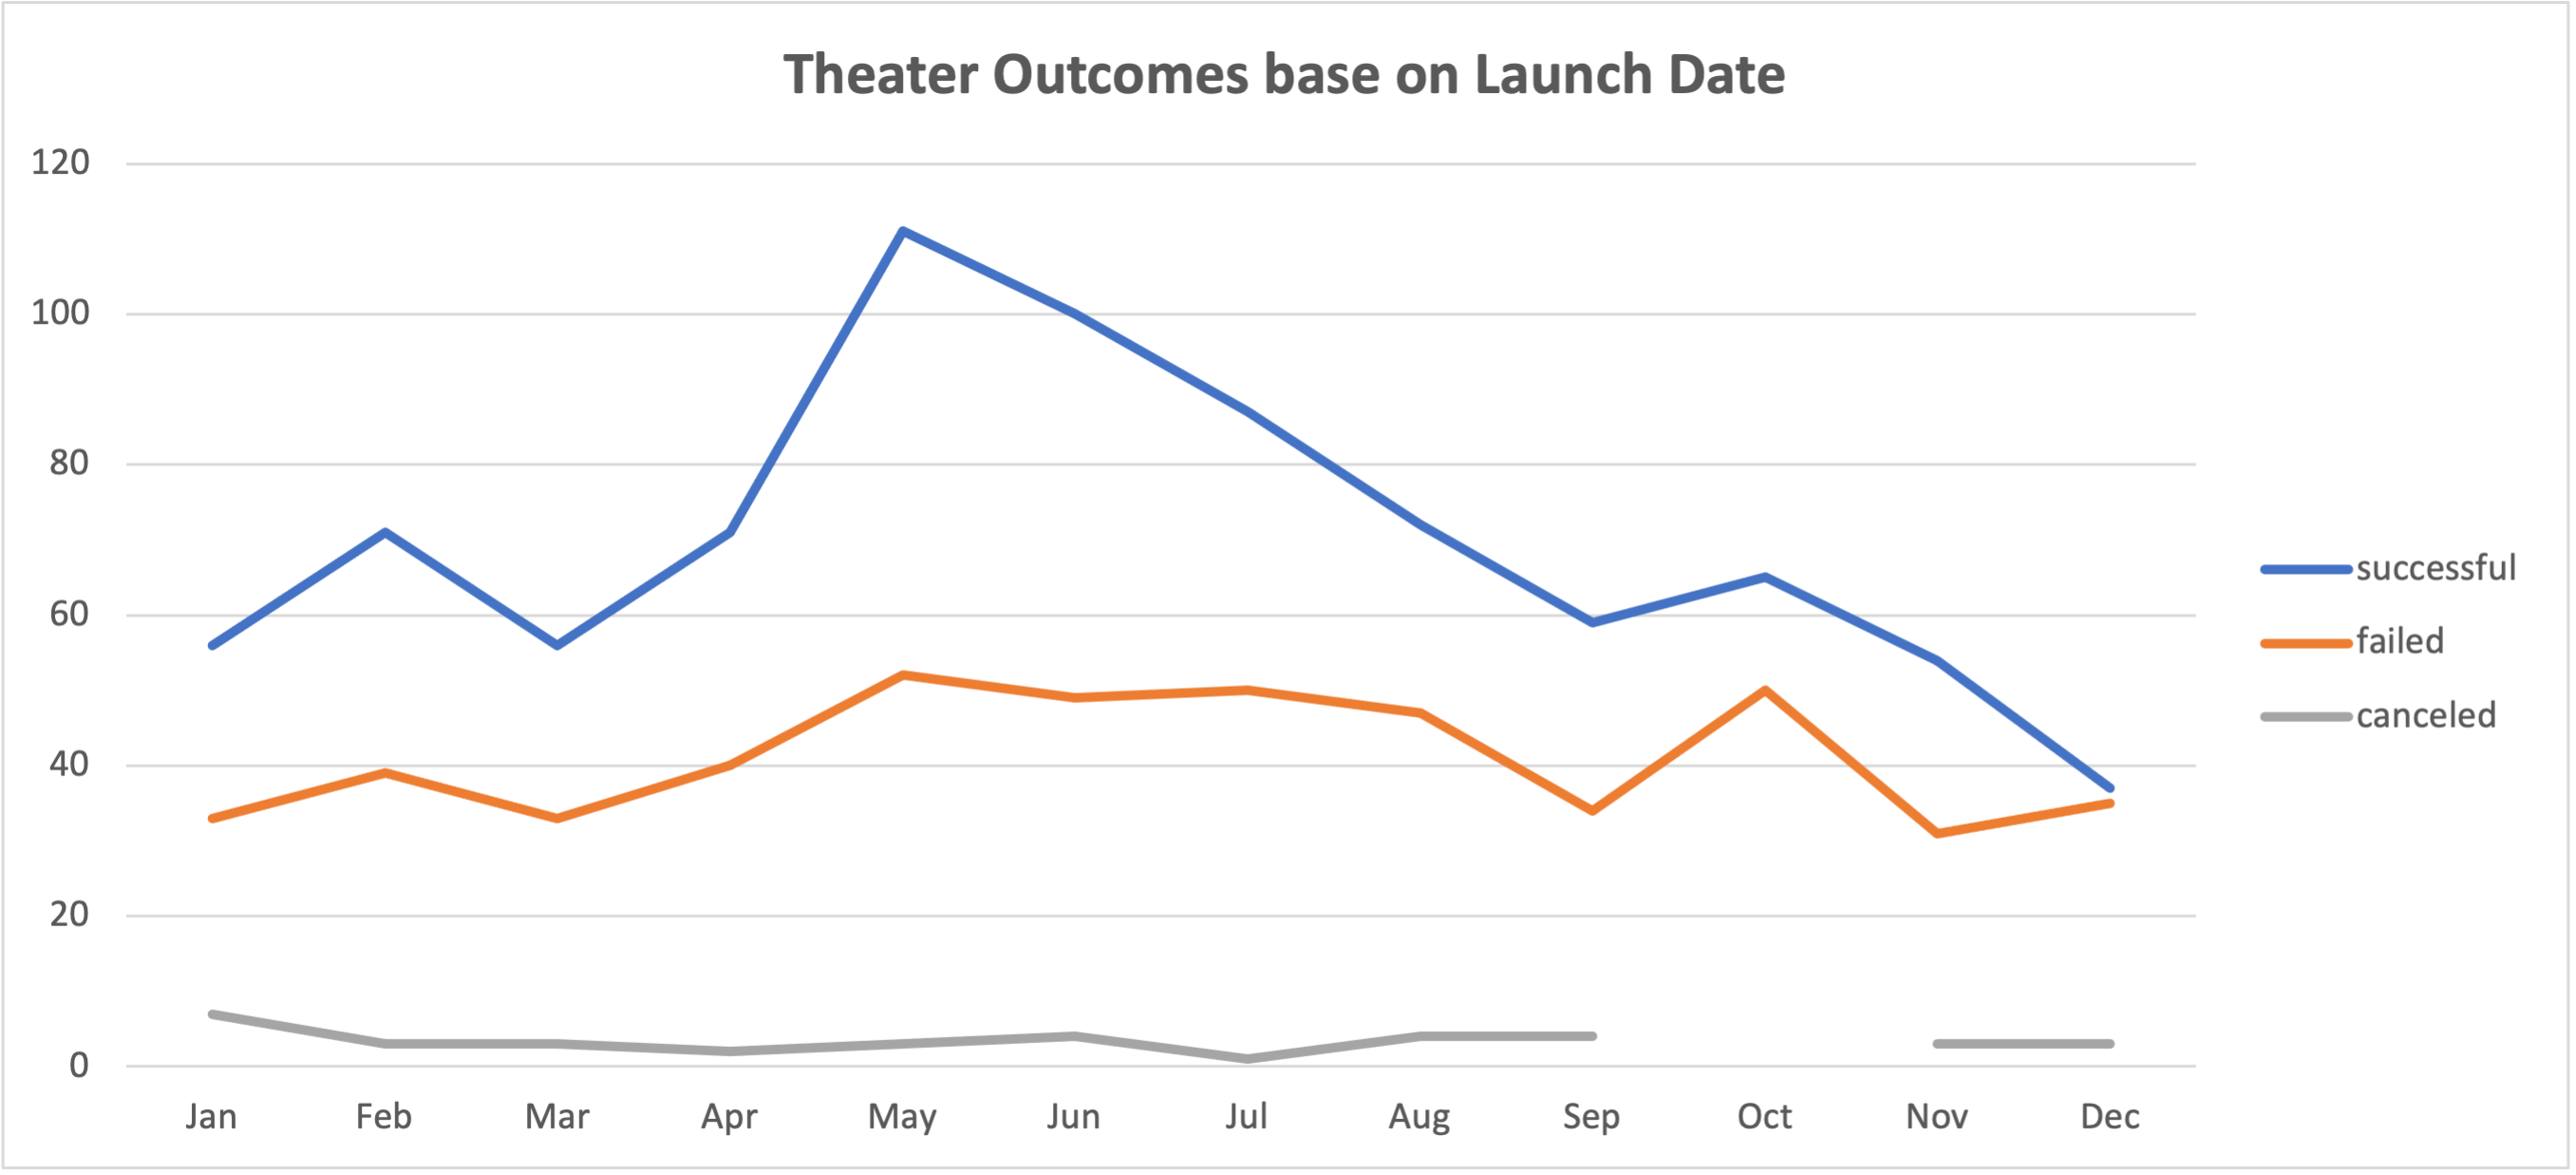 Theater Outcomes base on Launch Date
120
100
80
60
40
20
0
Jan Feb Mar Apr May Jun Jul Aug Sep Oct Nov Dec
successful
failed
canceled